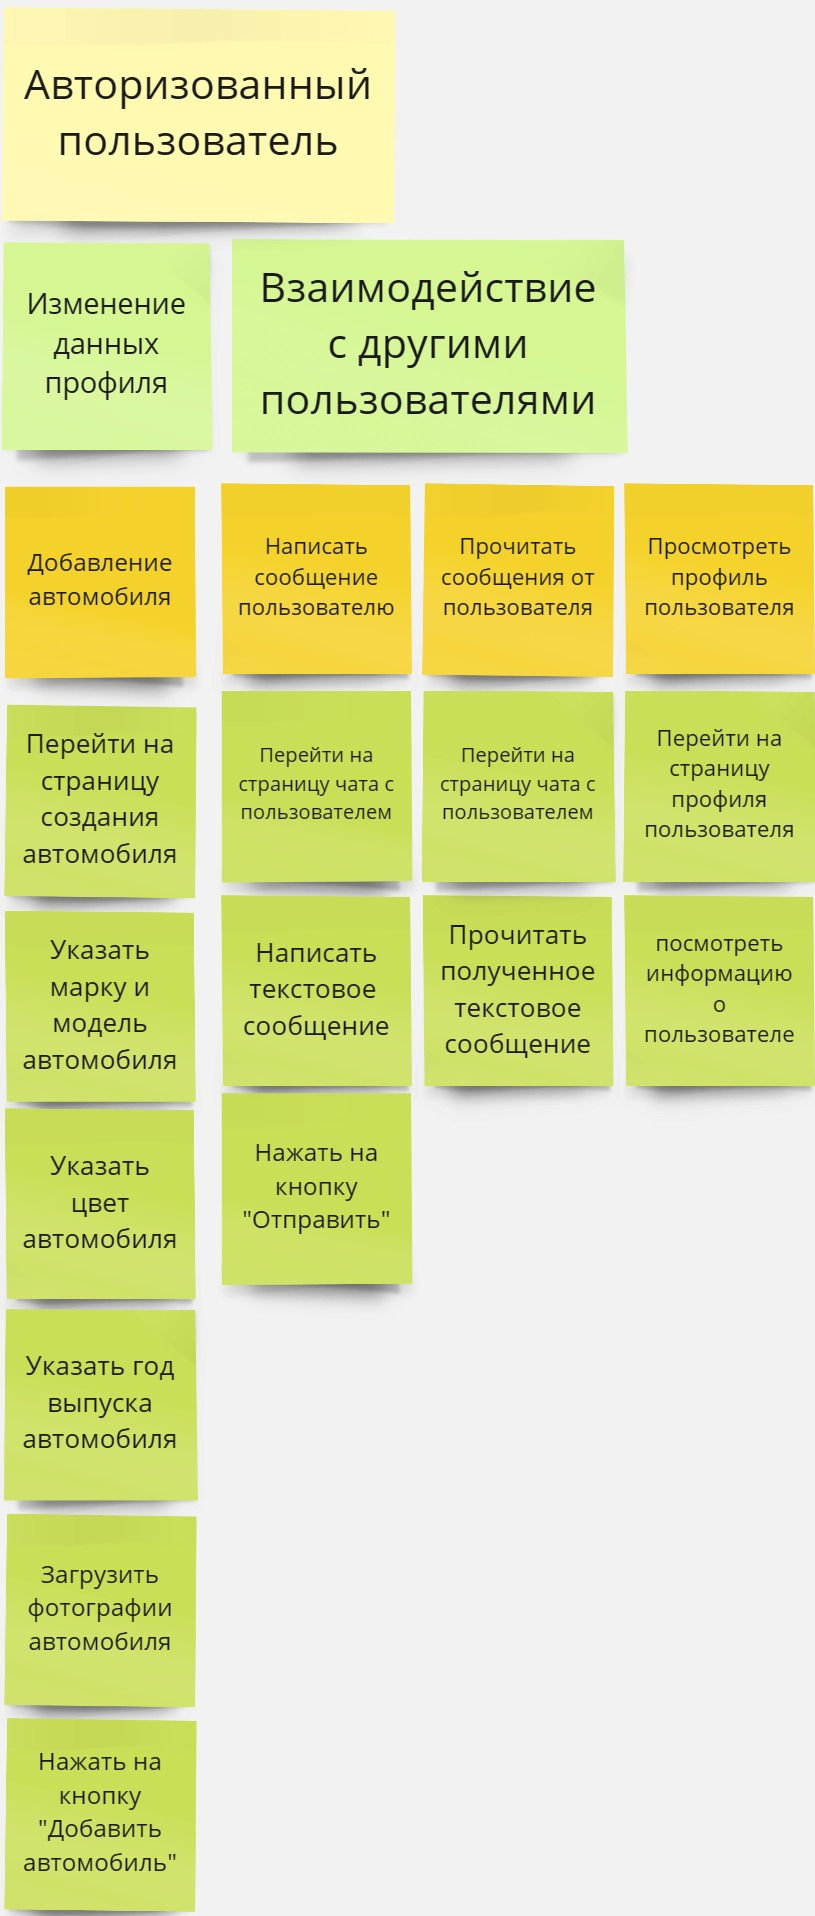 Авторизованный
пользователь
Изменение
данных
профиля
Взаимодействие
с другими
пользователями
Добавление
автомобиля
Написать
сообщение
пользователю
Прочитать
сообщения от
пользователя
Просмотреть
профиль
пользователя
Перейти на
страницу
создания
автомобиля
Перейти на
страницу чата с
пользователем
Перейти на
страницу чата с
пользователем
Перейти на
страницу
профиля
пользователя
Указать
марку и
модель
автомобиля
Написать
текстовое
сообщение
Прочитать
полученное
текстовое
сообщение
посмотреть
информацию
о
пользователе
Указать
цвет
автомобиля
Нажать на
кнопку
"Отправить"
Указать год
выпуска
автомобиля
Загрузить
фотографии
автомобиля
Нажать на
кнопку
"Добавить
автомобиль"